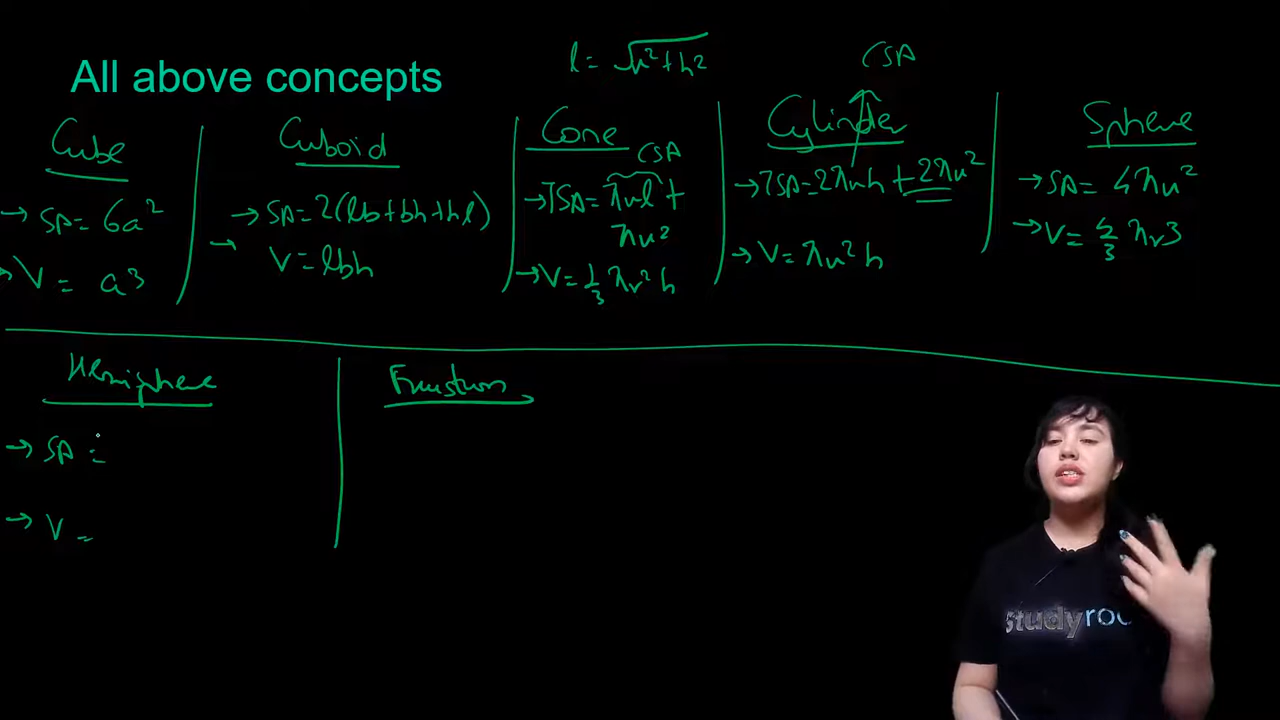 All above concepts
l = √r²+h²
CSA
Cube
→ SA = 6a²
→ V = a³
Cuboid
→ SA = 2(lb+bh+hl)
→ V = lbh
Cone
CSA
→ TSA = πrl +
πr²
→ V = 1/3 πr²h
Cylinder
→ TSA = 2πrh + 2πr²
→ V = πr²h
Sphere
→ SA = 4πr²
→ V = 4/3 πr3
Hemisphere
→ SA =
→ V =
Frustum
studyroo